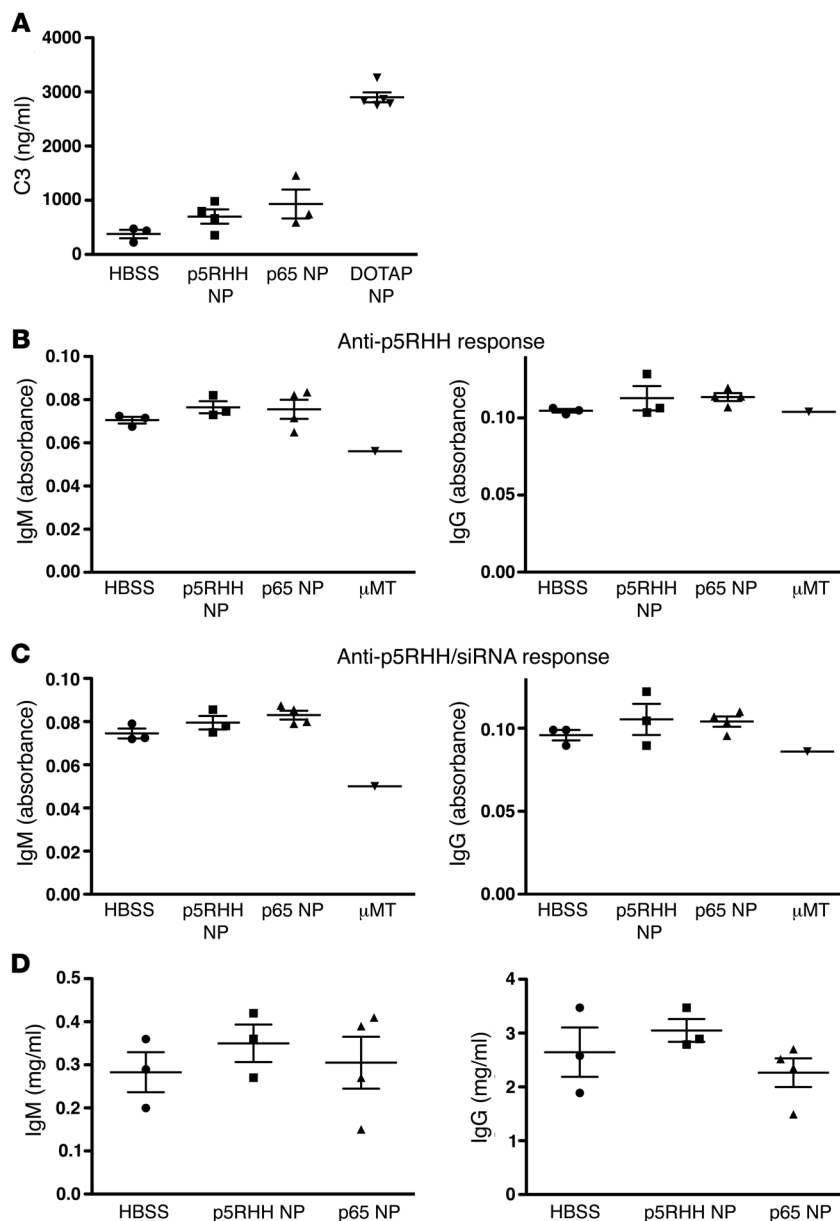 A
C3 (ng/ml)
4000
3000
2000
1000
0
HBSS
p5RHH
NP
p65 NP
DOTAP
NP
B
Anti-p5RHH response
IgM (absorbance)
0.10
0.08
0.06
0.04
0.02
0.00
HBSS
p5RHH
NP
p65 NP
μMT
IgG (absorbance)
0.10
0.05
0.00
HBSS
p5RHH
NP
p65 NP
μMT
C
Anti-p5RHH/siRNA response
IgM (absorbance)
0.10
0.08
0.06
0.04
0.02
0.00
HBSS
p5RHH
NP
p65 NP
μMT
IgG (absorbance)
0.10
0.05
0.00
HBSS
p5RHH
NP
p65 NP
μMT
D
IgM (mg/ml)
0.5
0.4
0.3
0.2
0.1
0.0
HBSS
p5RHH NP
p65 NP
IgG (mg/ml)
4
3
2
1
0
HBSS
p5RHH NP
p65 NP